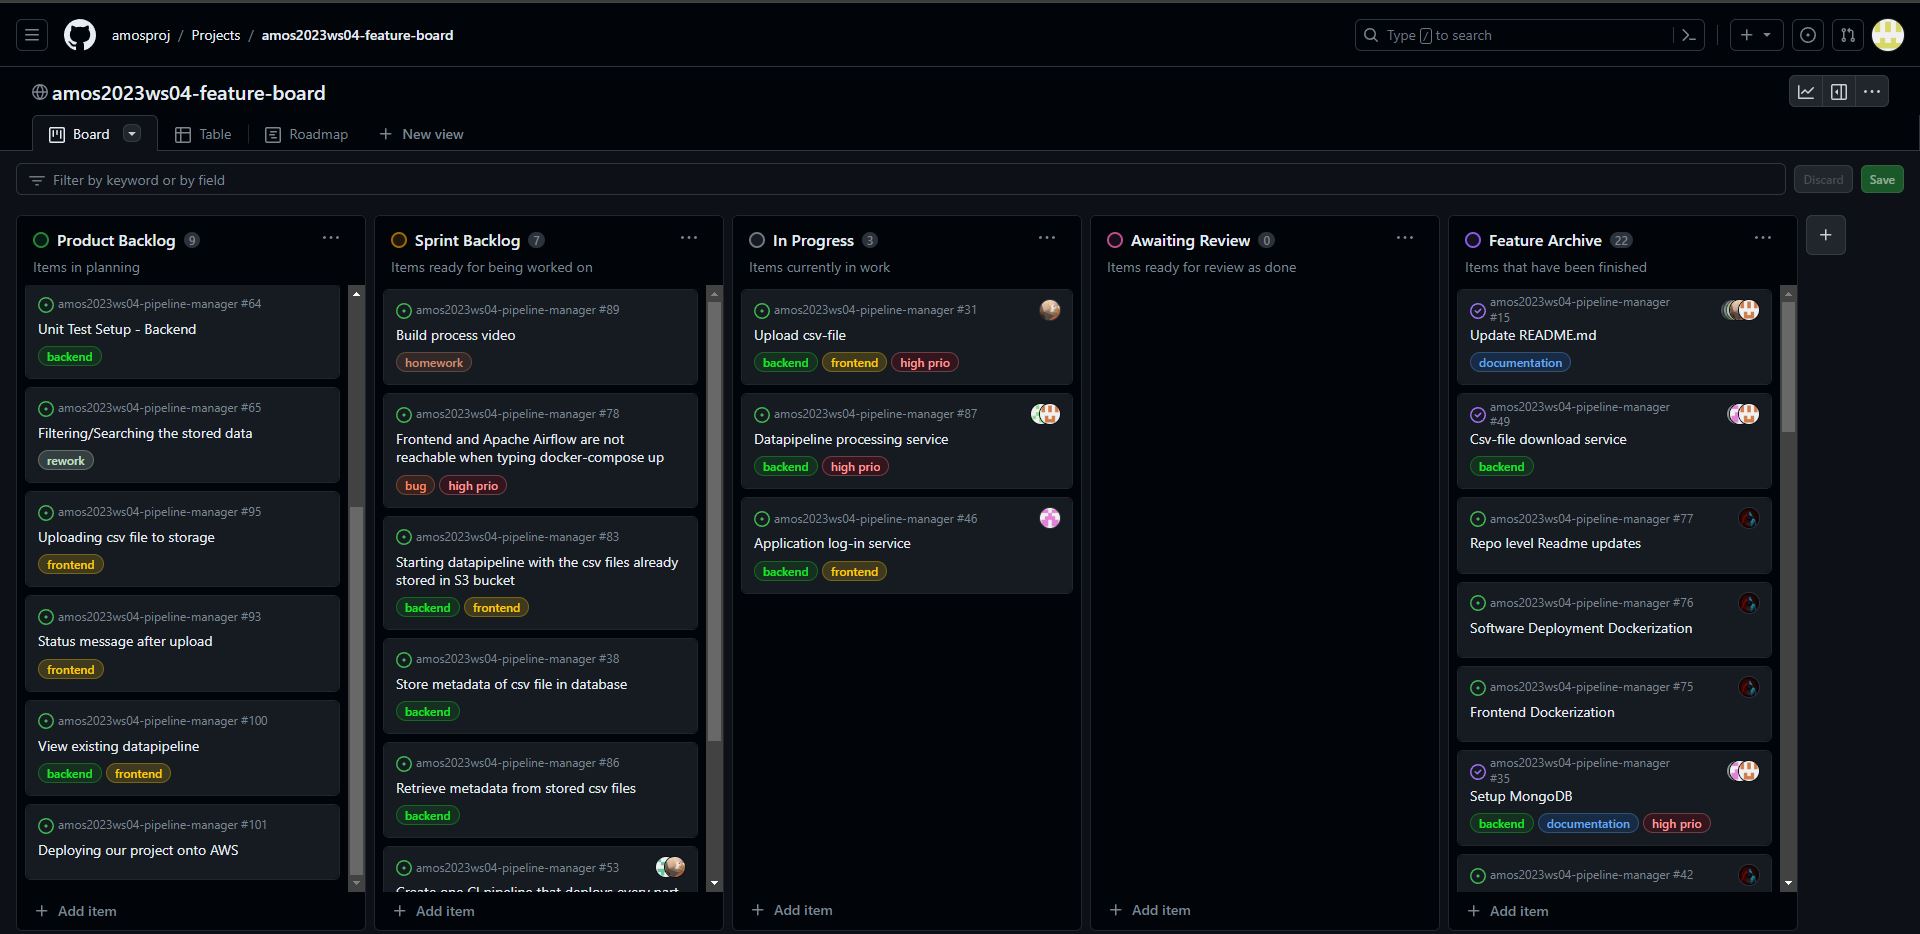 amosproj / Projects / amos2023ws04-feature-board
Type / to search
amos2023ws04-feature-board
Board
Table
Roadmap
New view
Filter by keyword or by field
Discard
Save
Product Backlog 9
Items in planning
amos2023ws04-pipeline-manager #64
Unit Test Setup - Backend
backend
amos2023ws04-pipeline-manager #65
Filtering/Searching the stored data
rework
amos2023ws04-pipeline-manager #95
Uploading csv file to storage
frontend
amos2023ws04-pipeline-manager #93
Status message after upload
frontend
amos2023ws04-pipeline-manager #100
View existing datapipeline
backend frontend
amos2023ws04-pipeline-manager #101
Deploying our project onto AWS
Add item
Sprint Backlog 7
Items ready for being worked on
amos2023ws04-pipeline-manager #89
Build process video
homework
amos2023ws04-pipeline-manager #78
Frontend and Apache Airflow are not
reachable when typing docker-compose up
bug high prio
amos2023ws04-pipeline-manager #83
Starting datapipeline with the csv files already
stored in S3 bucket
backend frontend
amos2023ws04-pipeline-manager #38
Store metadata of csv file in database
backend
amos2023ws04-pipeline-manager #86
Retrieve metadata from stored csv files
backend
amos2023ws04-pipeline-manager #53
Create one CI pipeline that deploys every part
Add item
In Progress 3
Items currently in work
amos2023ws04-pipeline-manager #31
Upload csv-file
backend frontend high prio
amos2023ws04-pipeline-manager #87
Datapipeline processing service
backend high prio
amos2023ws04-pipeline-manager #46
Application log-in service
backend frontend
Add item
Awaiting Review 0
Items ready for review as done
Add item
Feature Archive 22
Items that have been finished
amos2023ws04-pipeline-manager
#15
Update README.md
documentation
amos2023ws04-pipeline-manager
#49
Csv-file download service
backend
amos2023ws04-pipeline-manager #77
Repo level Readme updates
amos2023ws04-pipeline-manager #76
Software Deployment Dockerization
amos2023ws04-pipeline-manager #75
Frontend Dockerization
amos2023ws04-pipeline-manager
#35
Setup MongoDB
backend documentation high prio
amos2023ws04-pipeline-manager #42
Add item